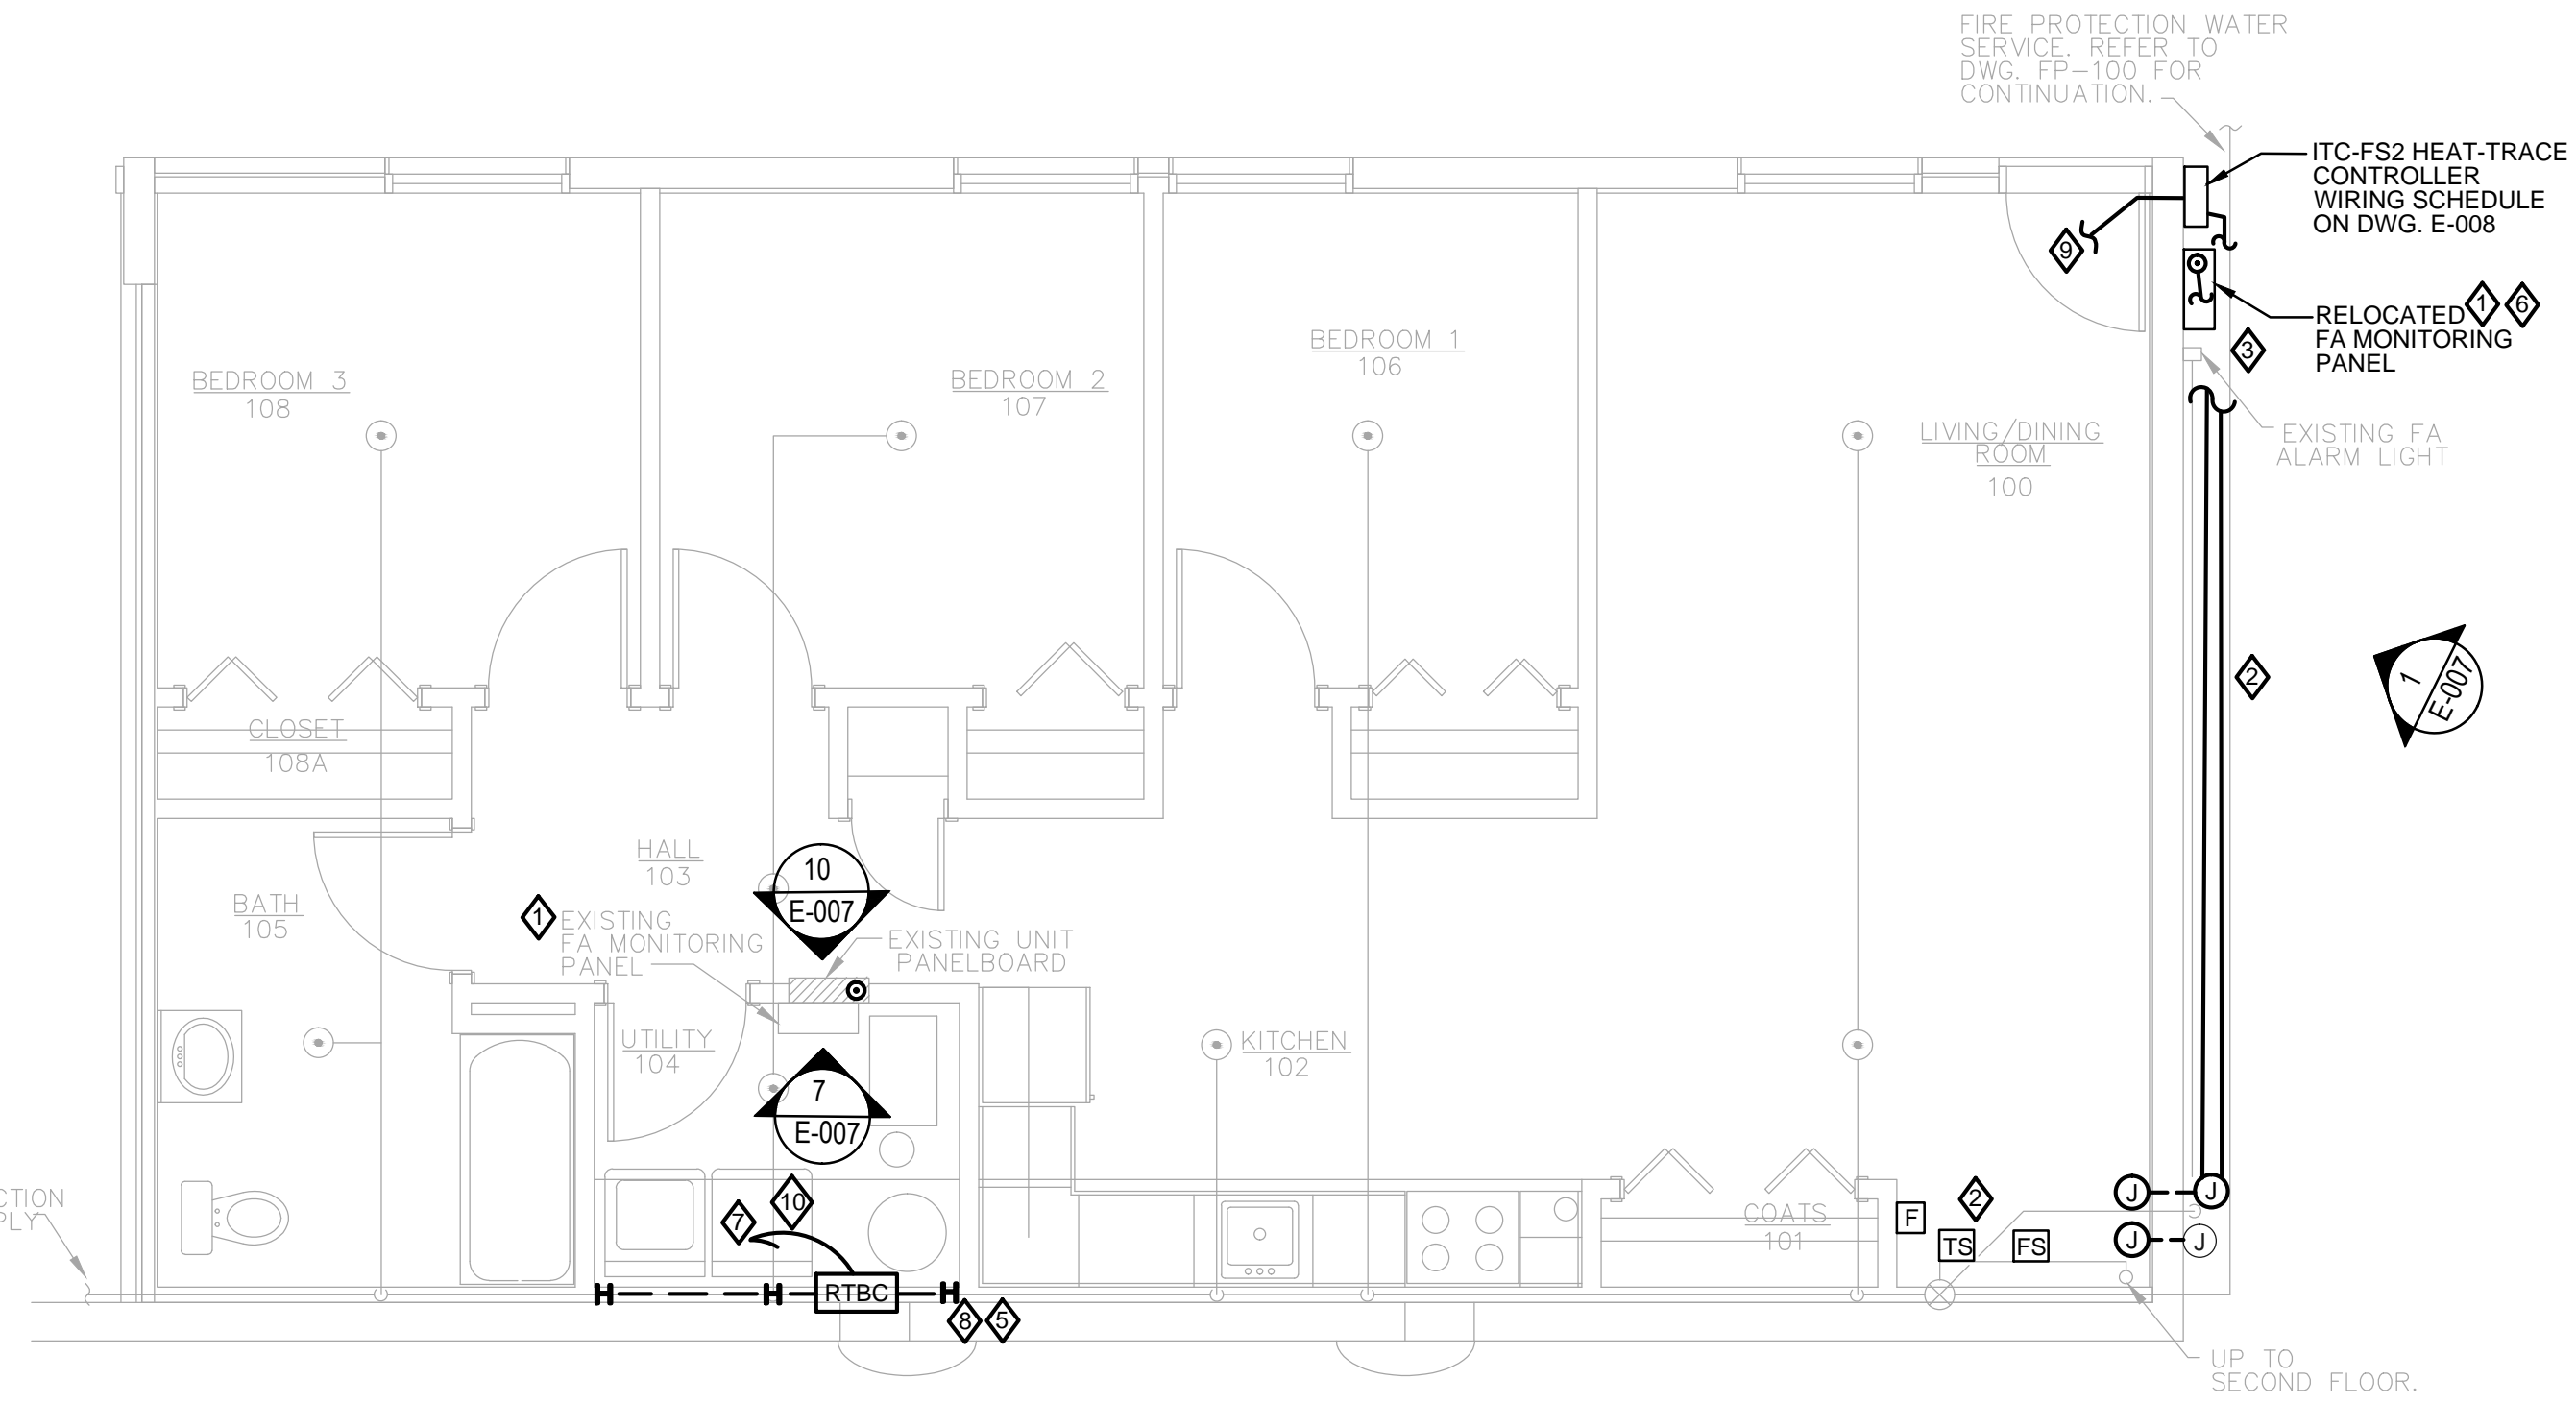 FIRE PROTECTION WATER
SERVICE. REFER TO
DWG. FP-100 FOR
CONTINUATION.
ITC-FS2 HEAT-TRACE
CONTROLLER
WIRING SCHEDULE
ON DWG. E-008
9
RELOCATED 1 6
FA MONITORING
PANEL
3
EXISTING FA
ALARM LIGHT
BEDROOM 3
108
BEDROOM 2
107
BEDROOM 1
106
LIVING/DINING
ROOM
100
2
1
E-007
CLOSET
108A
HALL
103
10
E-007
BATH
105
1
EXISTING
FA MONITORING
PANEL
EXISTING UNIT
PANELBOARD
UTILITY
104
7
E-007
KITCHEN
102
CTION
PLY
7
10
RTBC
8 5
COATS
101
F
2
TS
FS
J
J
J
J
UP TO
SECOND FLOOR.